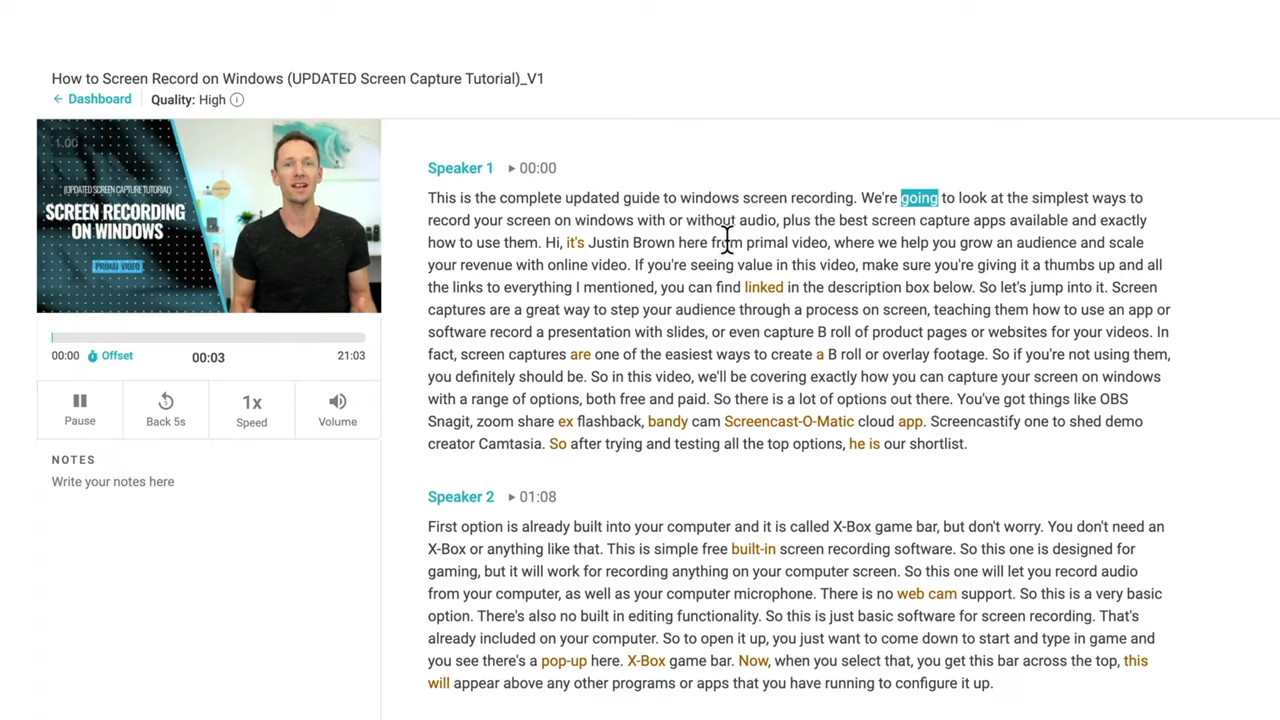 How to Screen Record on Windows (UPDATED Screen Capture Tutorial)_V1
← Dashboard
Quality: High
1.00
(UPDATED SCREEN CAPTURE TUTORIAL)
SCREEN RECORDING
ON WINDOWS
PRIMAL VIDEO
00:00
Offset
00:03
21:03
Pause
5
Back 5s
1x
Speed
Volume
NOTES
Write your notes here
Speaker 1
00:00
This is the complete updated guide to windows screen recording. We're going to look at the simplest ways to
record your screen on windows with or without audio, plus the best screen capture apps available and exactly
how to use them. Hi, it's Justin Brown here from primal video, where we help you grow an audience and scale
your revenue with online video. If you're seeing value in this video, make sure you're giving it a thumbs up and all
the links to everything I mentioned, you can find linked in the description box below. So let's jump into it. Screen
captures are a great way to step your audience through a process on screen, teaching them how to use an app or
software record a presentation with slides, or even capture B roll of product pages or websites for your videos. In
fact, screen captures are one of the easiest ways to create a B roll or overlay footage. So if you're not using them,
you definitely should be. So in this video, we'll be covering exactly how you can capture your screen on windows
with a range of options, both free and paid. So there is a lot of options out there. You've got things like OBS
Snagit, zoom share ex flashback, bandy cam Screencast-O-Matic cloud app. Screencastify one to shed demo
creator Camtasia. So after trying and testing all the top options, he is our shortlist.
Speaker 2
01:08
First option is already built into your computer and it is called X-Box game bar, but don't worry. You don't need an
X-Box or anything like that. This is simple free built-in screen recording software. So this one is designed for
gaming, but it will work for recording anything on your computer screen. So this one will let you record audio
from your computer, as well as your computer microphone. There is no web cam support. So this is a very basic
option. There's also no built in editing functionality. So this is just basic software for screen recording. That's
already included on your computer. So to open it up, you just want to come down to start and type in game and
you see there's a pop-up here. X-Box game bar. Now, when you select that, you get this bar across the top, this
will appear above any other programs or apps that you have running to configure it up.